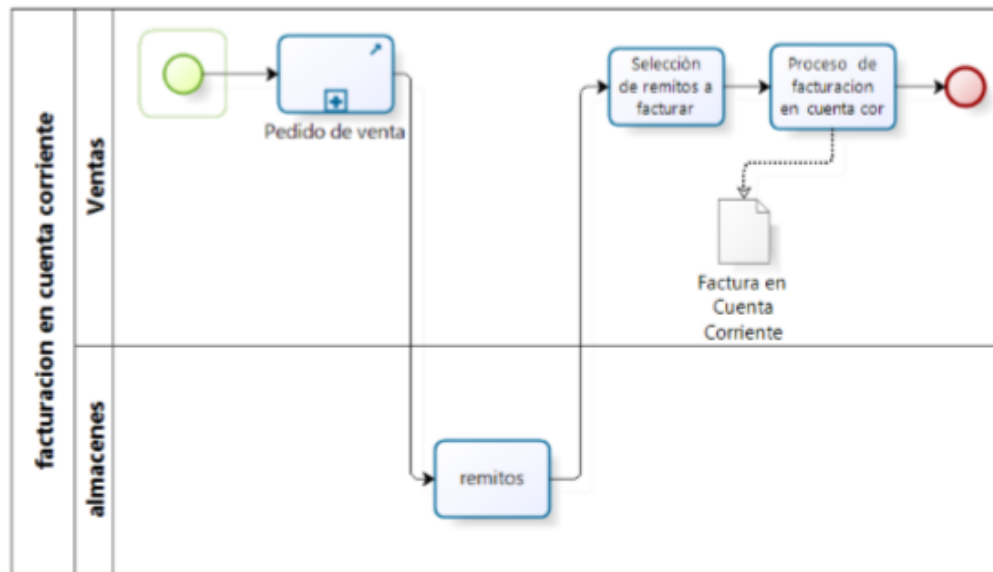 facturacion en cuenta corriente
Ventas
Pedido de venta
Selección
de remitos a
facturar
Proceso de
facturacion
en cuenta cor
Factura en
Cuenta
Corriente
almacenes
remitos